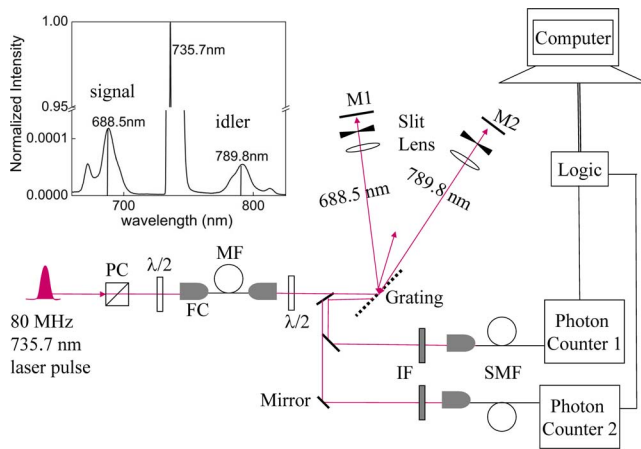 1.00
735.7nm
Normalized Intensity
0.95
signal
idler
688.5nm
789.8nm
0.0001
0.0000
700
800
wavelength (nm)
Computer
M1
Slit
Lens
M2
688.5 nm
789.8 nm
Logic
PC
λ/2
MF
FC
λ/2
Grating
80 MHz
735.7 nm
laser pulse
Mirror
IF
SMF
Photon
Counter 1
Photon
Counter 2